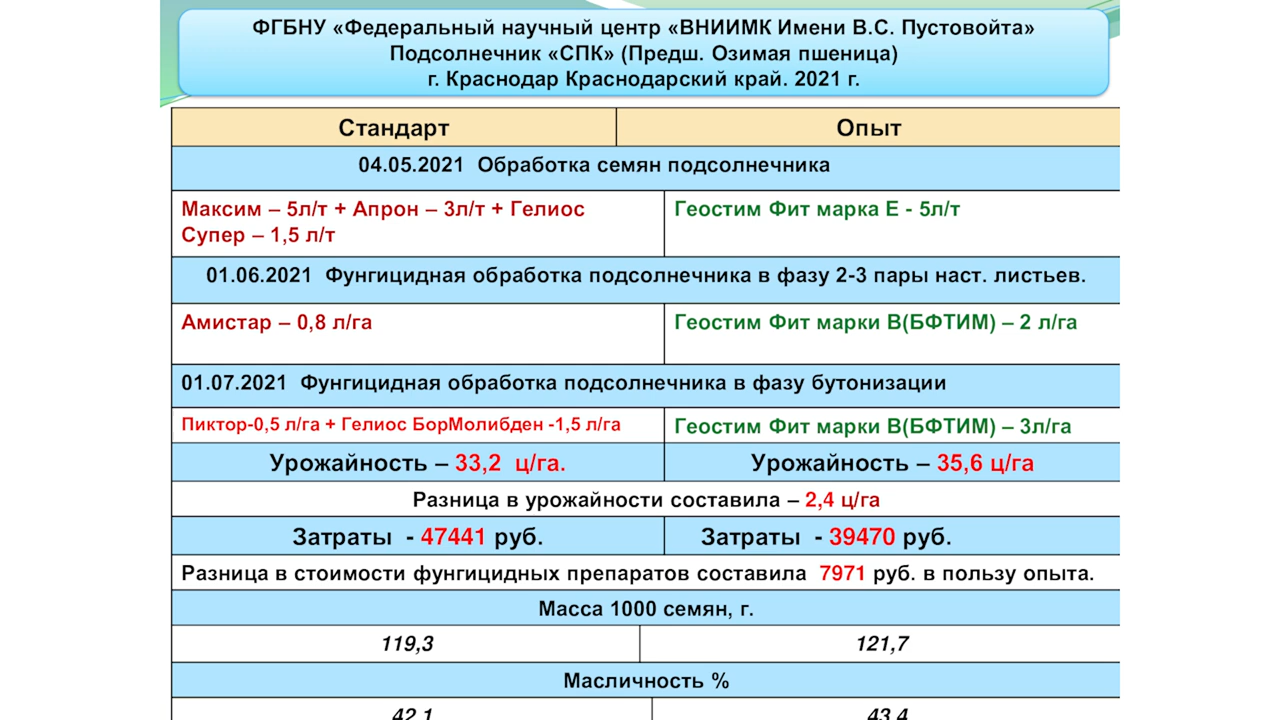 ФГБНУ «Федеральный научный центр «ВНИИМК Имени В.С. Пустовойта»
Подсолнечник «СПК» (Предш. Озимая пшеница)
г. Краснодар Краснодарский край. 2021 г.
Стандарт Опыт
04.05.2021 Обработка семян подсолнечника
Максим – 5л/т + Апрон – 3л/т + Гелиос
Супер – 1,5 л/т
Геостим Фит марка Е - 5л/т
01.06.2021 Фунгицидная обработка подсолнечника в фазу 2-3 пары наст. листьев.
Амистар – 0,8 л/га
Геостим Фит марки В(БФТИМ) – 2 л/га
01.07.2021 Фунгицидная обработка подсолнечника в фазу бутонизации
Пиктор-0,5 л/га + Гелиос БорМолибден -1,5 л/га
Геостим Фит марки В(БФТИМ) – 3л/га
Урожайность – 33,2 ц/га.
Урожайность – 35,6 ц/га
Разница в урожайности составила – 2,4 ц/га
Затраты - 47441 руб.
Затраты - 39470 руб.
Разница в стоимости фунгицидных препаратов составила 7971 руб. в пользу опыта.
Масса 1000 семян, г.
119,3 121,7
Масличность %
42,1 43,4